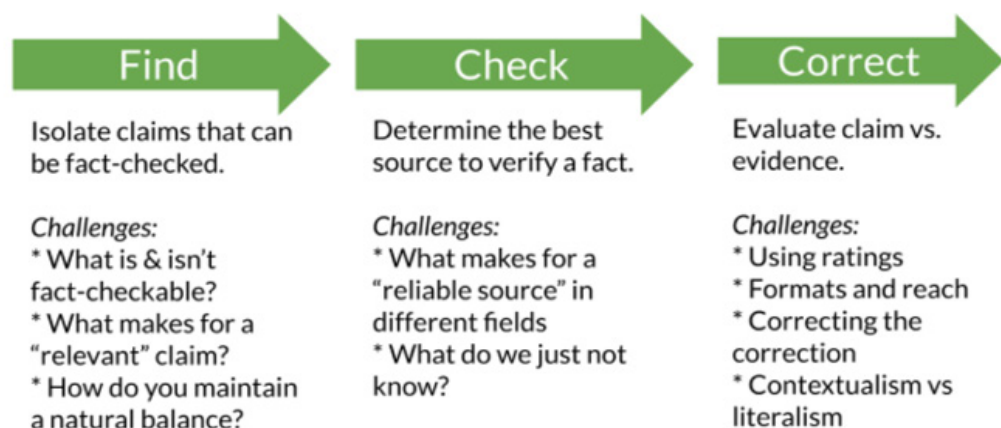 Find
Isolate claims that can
be fact-checked.
Challenges:
* What is & isn't
fact-checkable?
* What makes for a
“relevant” claim?
* How do you maintain
a natural balance?
Check
Determine the best
source to verify a fact.
Challenges:
* What makes for a
“reliable source” in
different fields
* What do we just not
know?
Correct
Evaluate claim vs.
evidence.
Challenges:
* Using ratings
* Formats and reach
* Correcting the
correction
* Contextualism vs
literalism